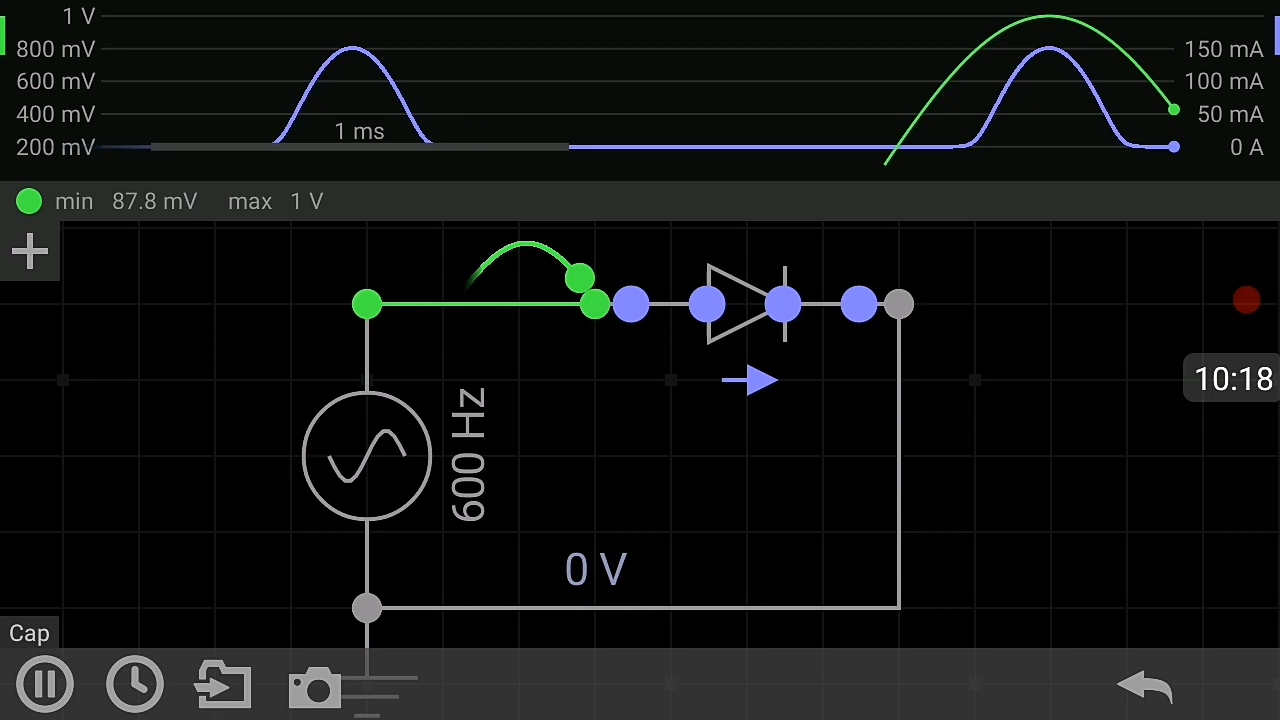 1 V
800 mV 150 mA
600 mV 100 mA
400 mV 50 mA
1 ms
200 mV 0 A
min 87.8 mV max 1 V
10:18
600 Hz
0 V
Cap